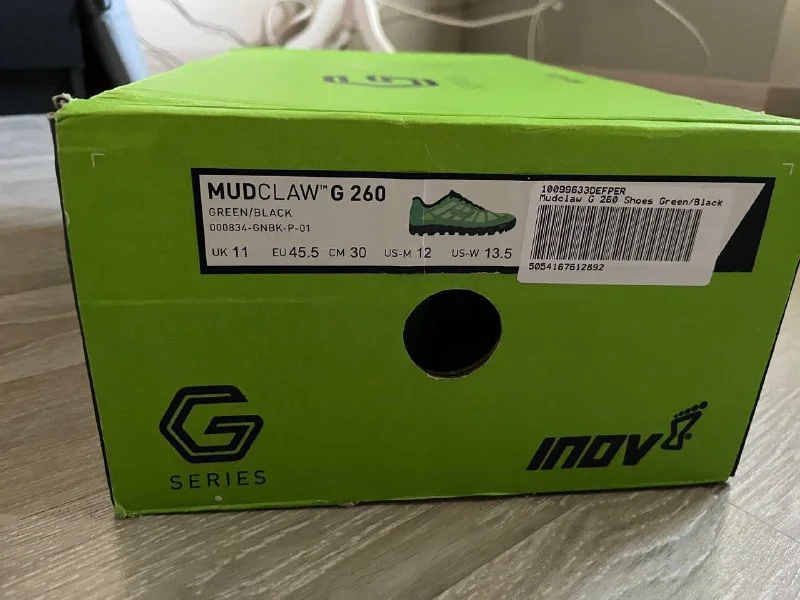 MUDCLAW™ G 260
GREEN/BLACK
000834-GNBK-P-01
UK 11 EU 45.5 CM 30 US-M 12 US-W 13.5
10099633DEFPER
Mudclaw G 260 Shoes Green/Black
5054167612892
G
SERIES
INOV8®